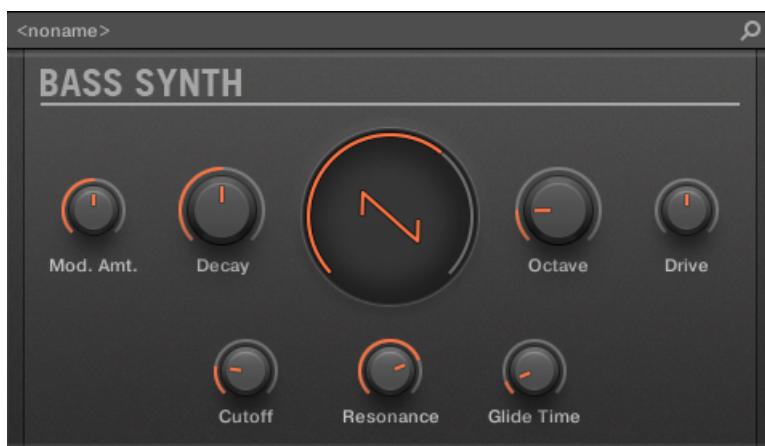 <noname>
BASS SYNTH
Mod. Amt.
Decay
Octave
Drive
Cutoff
Resonance
Glide Time